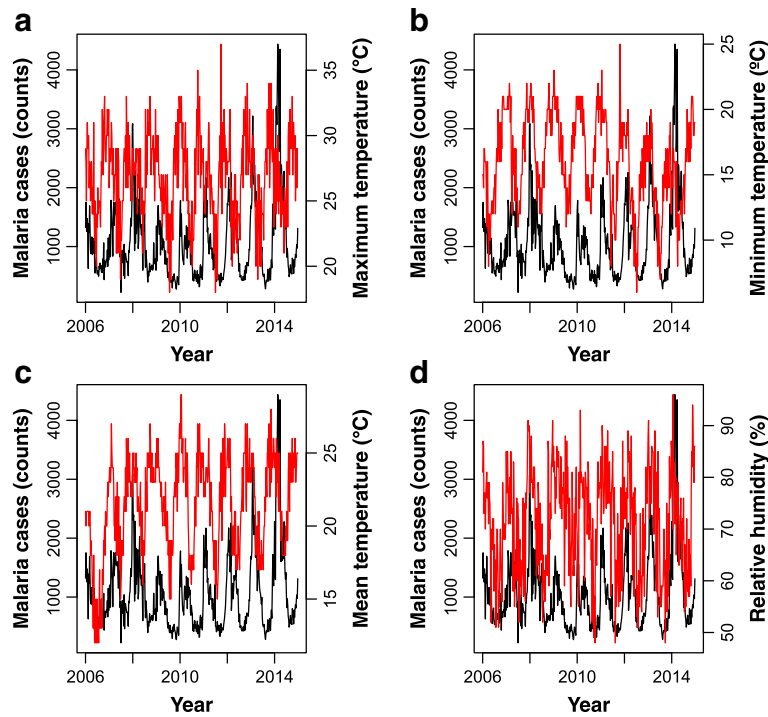 a
Malaria cases (counts)
1000 2000 3000 4000
20 25 30 35
Maximum temperature (°C)
2006 2010 2014
Year
b
Malaria cases (counts)
1000 2000 3000 4000
10 15 20 25
Minimum temperature (ºC)
2006 2010 2014
Year
c
Malaria cases (counts)
1000 2000 3000 4000
15 20 25
Mean temperature (°C)
2006 2010 2014
Year
d
Malaria cases (counts)
1000 2000 3000 4000
50 60 70 80 90
Relative humidity (%)
2006 2010 2014
Year